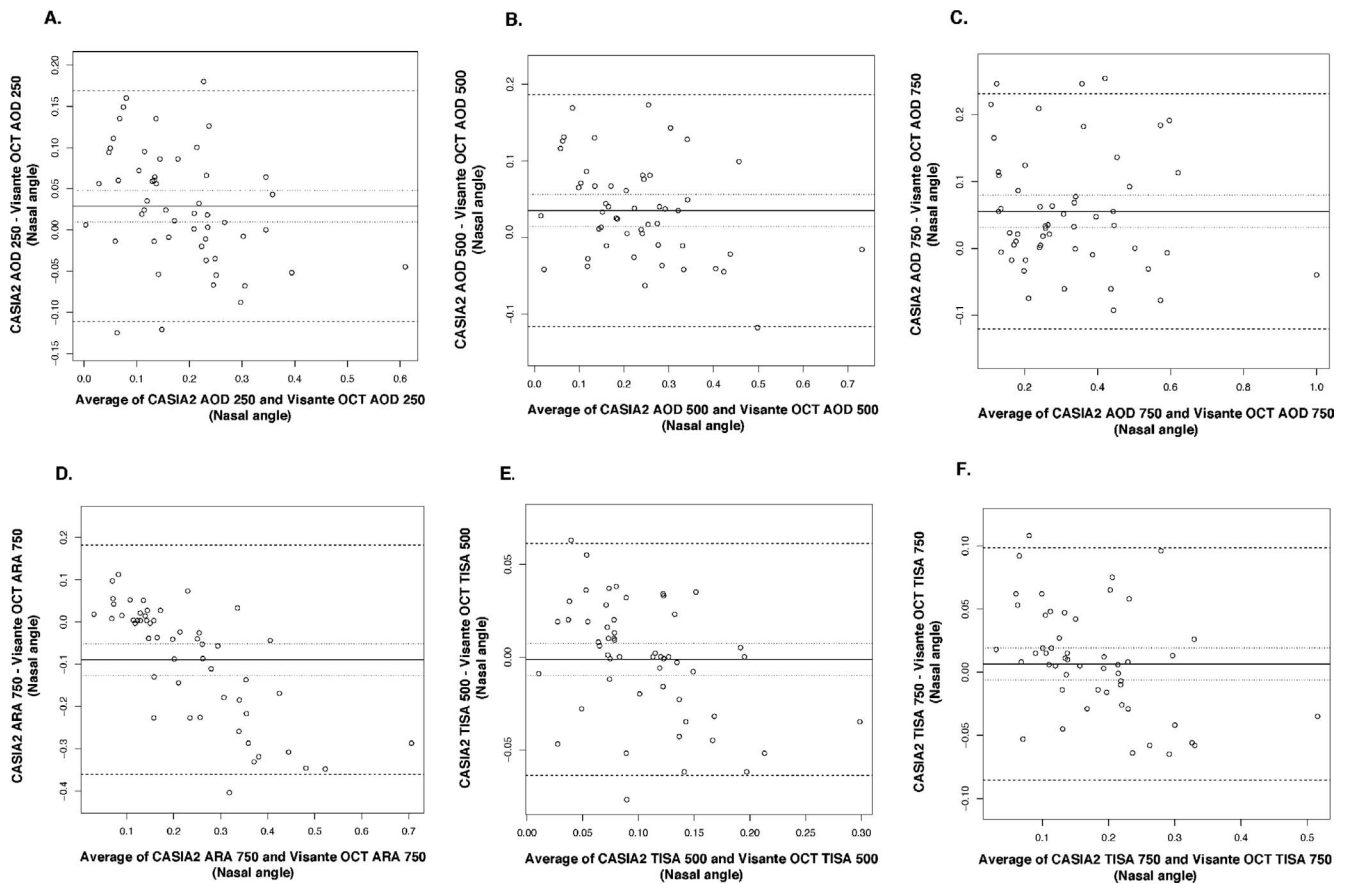 A.
CASIA2 AOD 250 - Visante OCT AOD 250
(Nasal angle)
0.20
0.15
0.10
0.05
0.00
−0.05
−0.10
−0.15
0.0 0.1 0.2 0.3 0.4 0.5 0.6
Average of CASIA2 AOD 250 and Visante OCT AOD 250
(Nasal angle)
B.
CASIA2 AOD 500 - Visante OCT AOD 500
(Nasal angle)
0.2
0.1
0.0
−0.1
0.0 0.1 0.2 0.3 0.4 0.5 0.6 0.7
Average of CASIA2 AOD 500 and Visante OCT AOD 500
(Nasal angle)
C.
CASIA2 AOD 750 - Visante OCT AOD 750
(Nasal angle)
0.2
0.1
0.0
−0.1
0.2 0.4 0.6 0.8 1.0
Average of CASIA2 AOD 750 and Visante OCT AOD 750
(Nasal angle)
D.
CASIA2 ARA 750 - Visante OCT ARA 750
(Nasal angle)
0.2
0.1
0.0
−0.1
−0.2
−0.3
−0.4
0.1 0.2 0.3 0.4 0.5 0.6 0.7
Average of CASIA2 ARA 750 and Visante OCT ARA 750
(Nasal angle)
E.
CASIA2 TISA 500 - Visante OCT TISA 500
(Nasal angle)
0.05
0.00
−0.05
0.00 0.05 0.10 0.15 0.20 0.25 0.30
Average of CASIA2 TISA 500 and Visante OCT TISA 500
(Nasal angle)
F.
CASIA2 TISA 750 - Visante OCT TISA 750
(Nasal angle)
0.10
0.05
0.00
−0.05
−0.10
0.1 0.2 0.3 0.4 0.5
Average of CASIA2 TISA 750 and Visante OCT TISA 750
(Nasal angle)